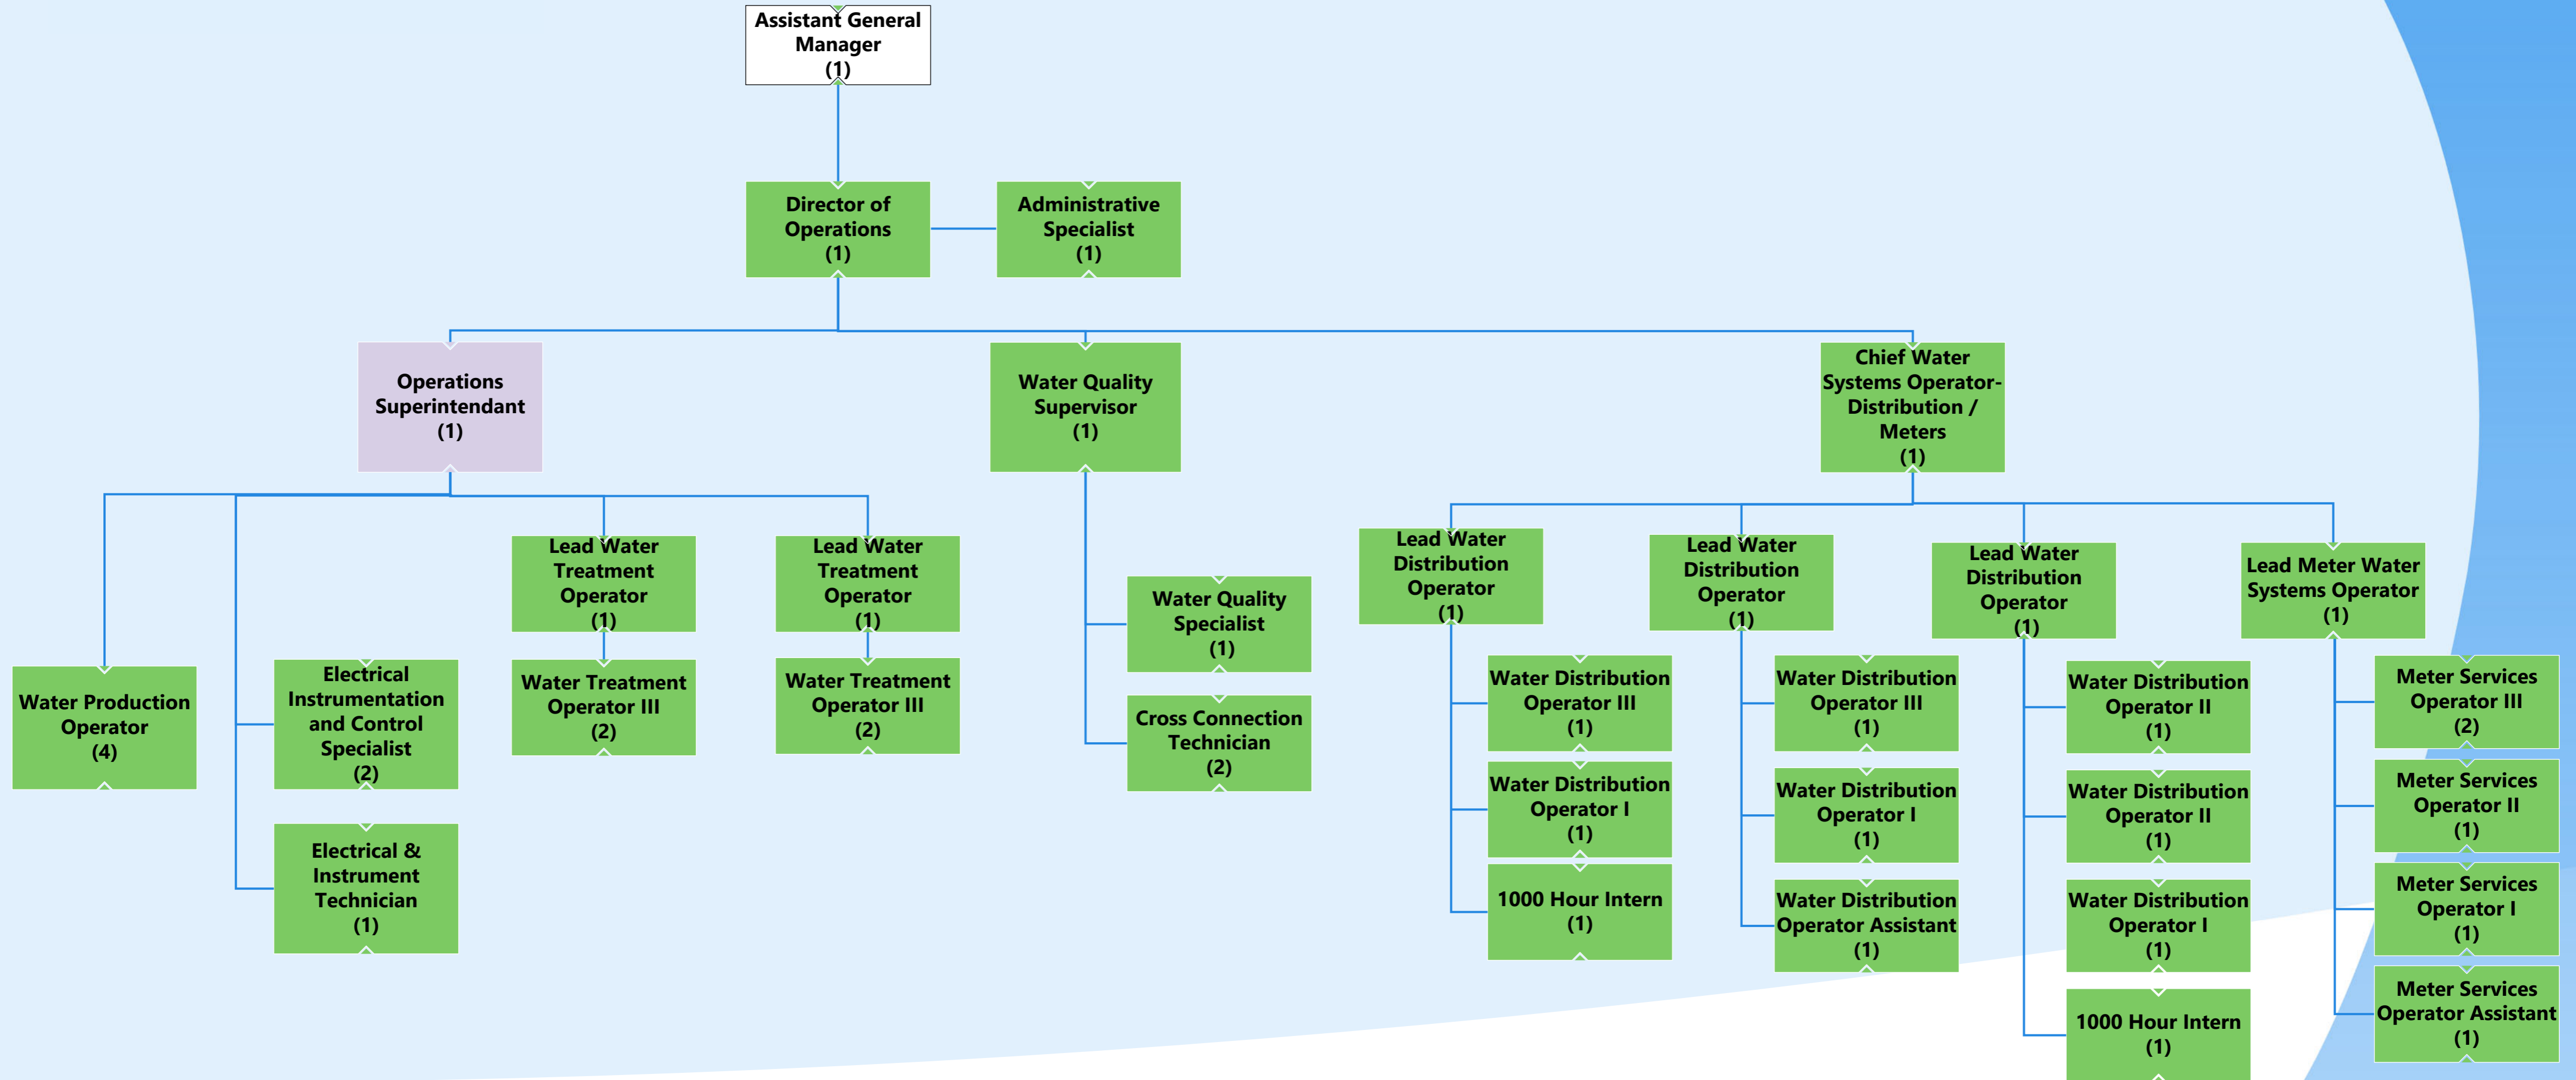 Assistant General
Manager
(1)
Director of
Operations
(1)
Administrative
Specialist
(1)
Operations
Superintendant
(1)
Water Quality
Supervisor
(1)
Chief Water
Systems Operator-
Distribution /
Meters
(1)
Water Production
Operator
(4)
Electrical
Instrumentation
and Control
Specialist
(2)
Electrical &
Instrument
Technician
(1)
Lead Water
Treatment
Operator
(1)
Water Treatment
Operator III
(2)
Lead Water
Treatment
Operator
(1)
Water Treatment
Operator III
(2)
Water Quality
Specialist
(1)
Cross Connection
Technician
(2)
Lead Water
Distribution
Operator
(1)
Water Distribution
Operator III
(1)
Water Distribution
Operator I
(1)
1000 Hour Intern
(1)
Lead Water
Distribution
Operator
(1)
Water Distribution
Operator III
(1)
Water Distribution
Operator I
(1)
Water Distribution
Operator Assistant
(1)
Lead Water
Distribution
Operator
(1)
Water Distribution
Operator II
(1)
Water Distribution
Operator II
(1)
Water Distribution
Operator I
(1)
1000 Hour Intern
(1)
Lead Meter Water
Systems Operator
(1)
Meter Services
Operator III
(2)
Meter Services
Operator II
(1)
Meter Services
Operator I
(1)
Meter Services
Operator Assistant
(1)